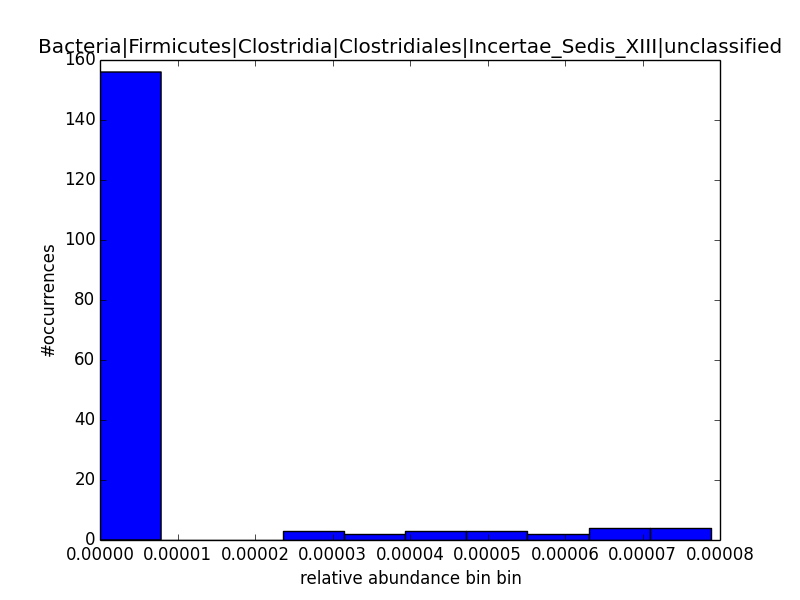 Bacteria|Firmicutes|Clostridia|Clostridiales|Incertae_Sedis_XIII|unclassified
160
140
120
100
80
60
40
20
0
#occurrences
0.00000 0.00001 0.00002 0.00003 0.00004 0.00005 0.00006 0.00007 0.00008
relative abundance bin bin